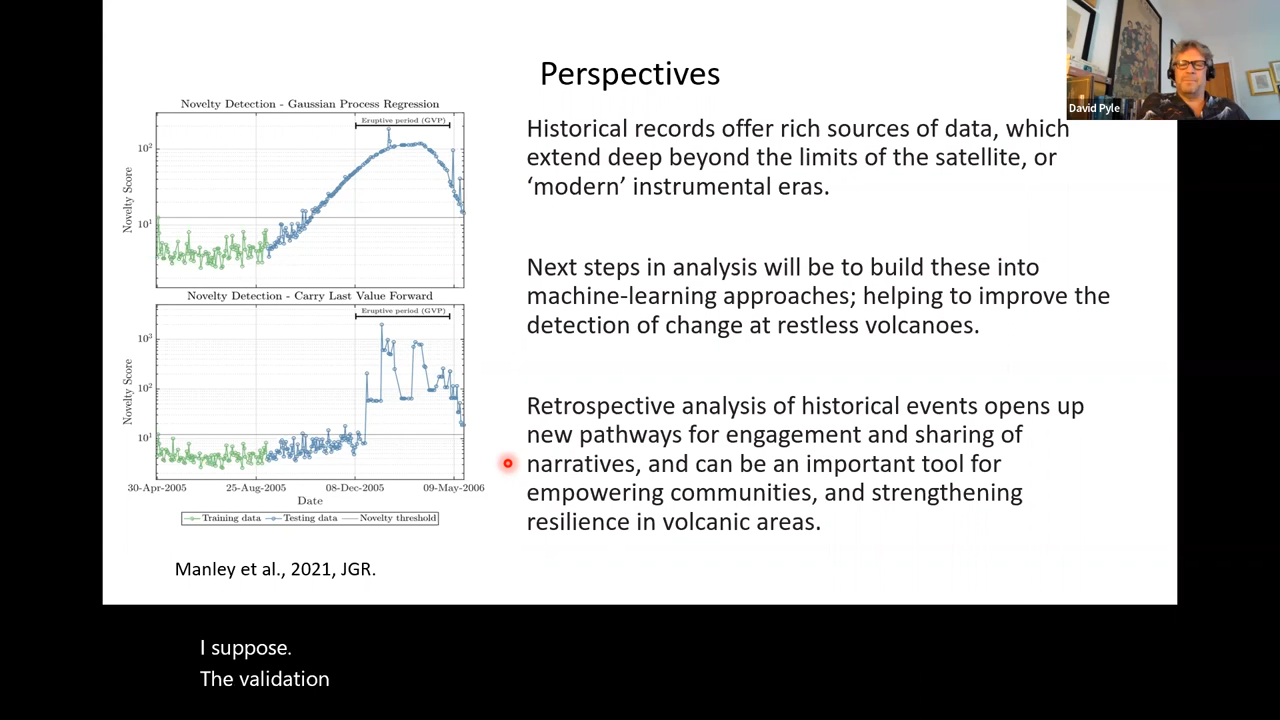 Perspectives
David Pyle
Novelty Detection - Gaussian Process Regression
Eruptive period (GVP)
10²
10¹
Novelty Score
Novelty Detection - Carry Last Value Forward
Eruptive period (GVP)
10³
10²
10¹
Novelty Score
30-Apr-2005 25-Aug-2005 08-Dec-2005 09-May-2006
Date
Training data Testing data Novelty threshold
Manley et al., 2021, JGR.
Historical records offer rich sources of data, which
extend deep beyond the limits of the satellite, or
‘modern’ instrumental eras.
Next steps in analysis will be to build these into
machine-learning approaches; helping to improve the
detection of change at restless volcanoes.
Retrospective analysis of historical events opens up
new pathways for engagement and sharing of
narratives, and can be an important tool for
empowering communities, and strengthening
resilience in volcanic areas.
I suppose.
The validation